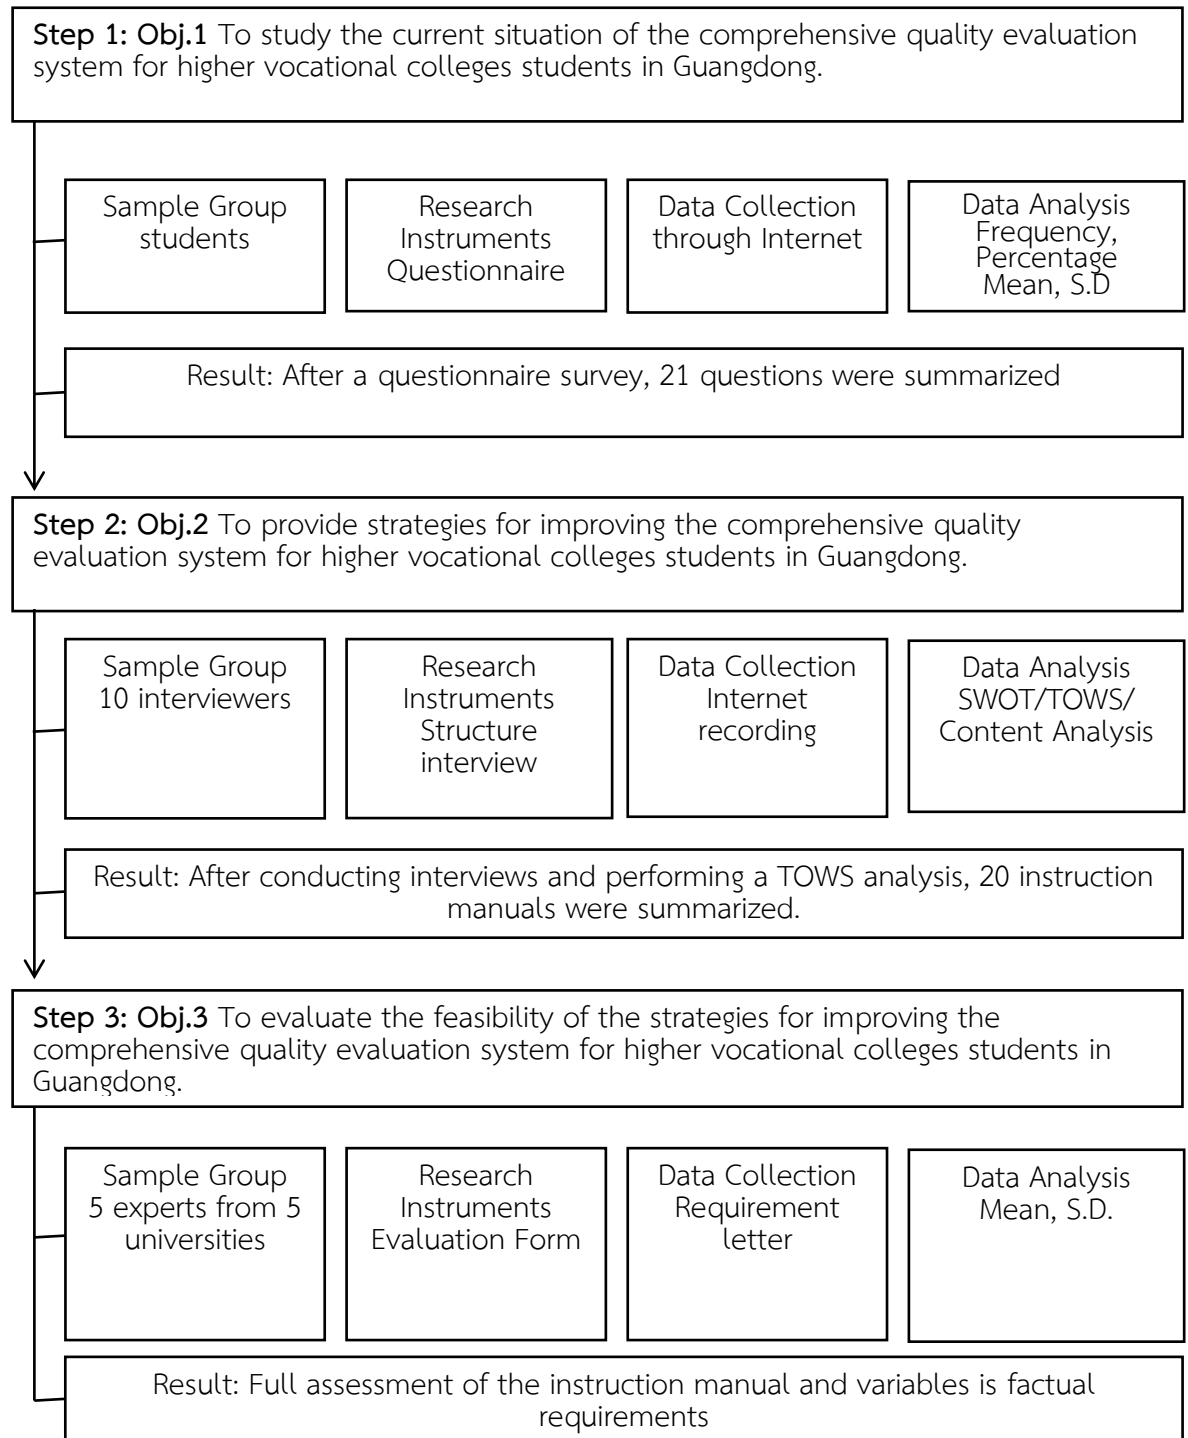 Step 1: Obj.1 To study the current situation of the comprehensive quality evaluation
system for higher vocational colleges students in Guangdong.
Sample Group
students
Research
Instruments
Questionnaire
Data Collection
through Internet
Data Analysis
Frequency,
Percentage
Mean, S.D
Result: After a questionnaire survey, 21 questions were summarized
Step 2: Obj.2 To provide strategies for improving the comprehensive quality
evaluation system for higher vocational colleges students in Guangdong.
Sample Group
10 interviewers
Research
Instruments
Structure
interview
Data Collection
Internet
recording
Data Analysis
SWOT/TOWS/
Content Analysis
Result: After conducting interviews and performing a TOWS analysis, 20 instruction
manuals were summarized.
Step 3: Obj.3 To evaluate the feasibility of the strategies for improving the
comprehensive quality evaluation system for higher vocational colleges students in
Guangdong.
Sample Group
5 experts from 5
universities
Research
Instruments
Evaluation Form
Data Collection
Requirement
letter
Data Analysis
Mean, S.D.
Result: Full assessment of the instruction manual and variables is factual
requirements